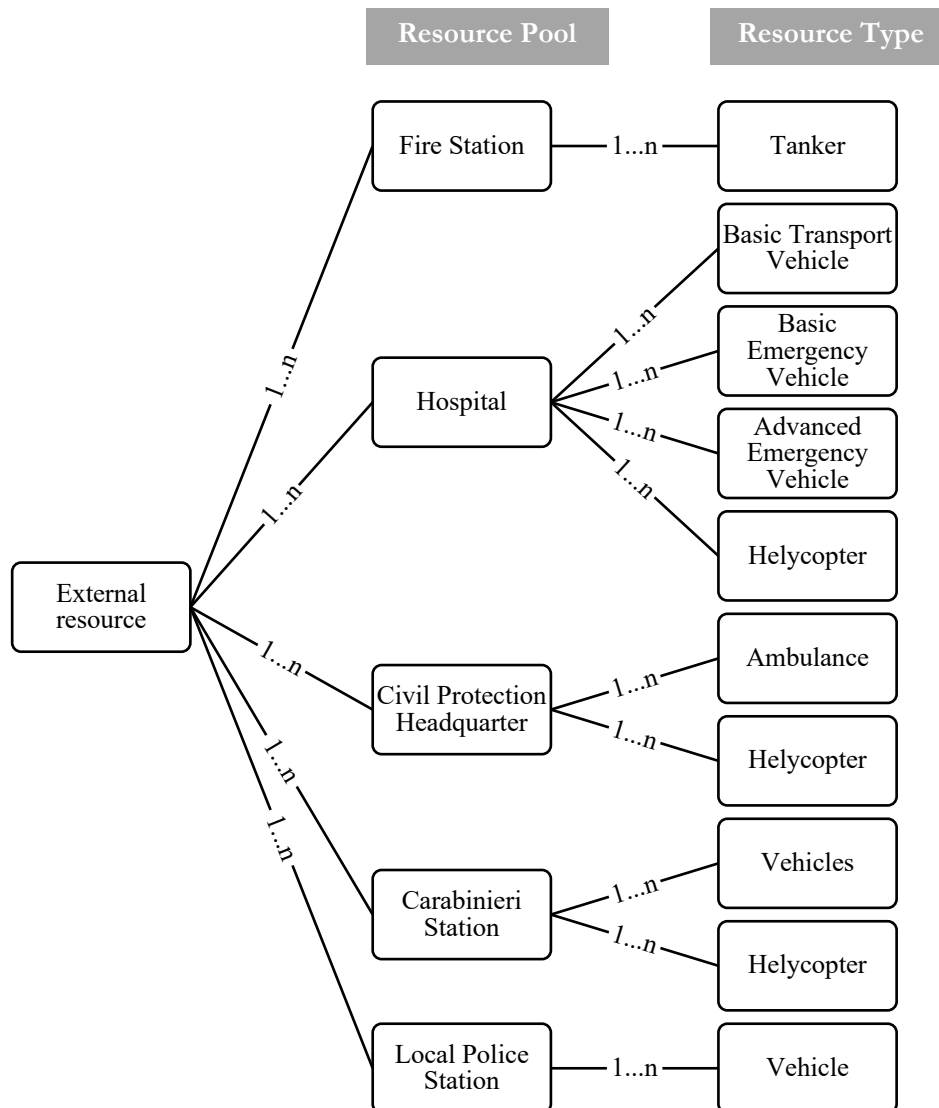 Resource Pool
Resource Type
Fire Station
1...n
Tanker
Basic Transport
Vehicle
1...n
Basic
Emergency
Vehicle
1...n
1...n
Hospital
1...n
Advanced
Emergency
Vehicle
1...n
1...n
Helycopter
External
resource
1...n
Civil Protection
Headquarter
1...n
Ambulance
1...n
Helycopter
1...n
1...n
Carabinieri
Station
1...n
Vehicles
1...n
Helycopter
Local Police
Station
1...n
Vehicle